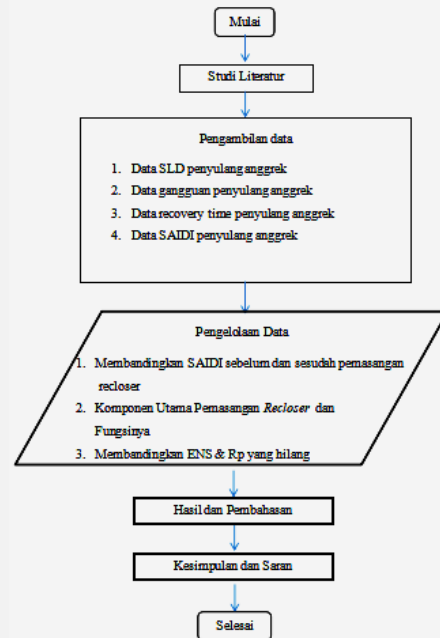 Mulai
Studi Literatur
Pengambilan data
1. Data SLD penyulang anggrek
2. Data gangguan penyulang anggrek
3. Data recovery time penyulang anggrek
4. Data SAIDI penyulang anggrek
Pengelolaan Data
1. Membandingkan SAIDI sebelum dan sesudah pemasangan
recloser
2. Komponen Utama Pemasangan Recloser dan
Fungsinya
3. Membandingkan ENS & Rp yang hilang
Hasil dan Pembahasan
Kesimpulan dan Saran
Selesai